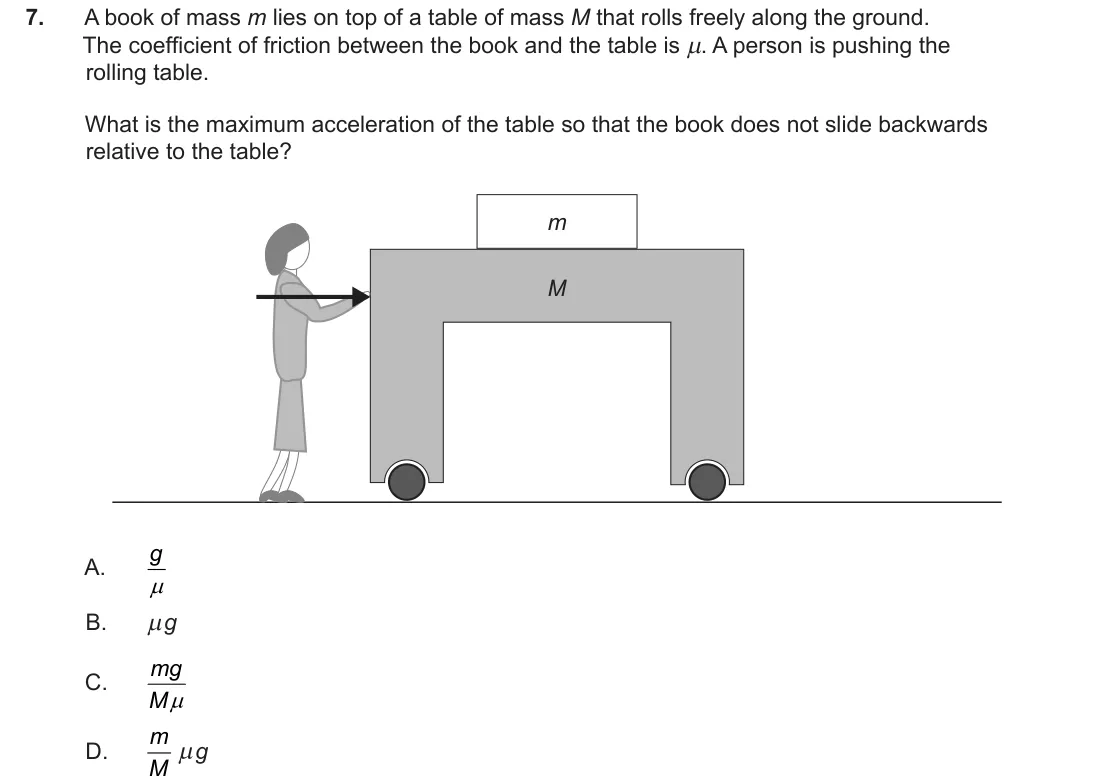 7. A book of mass m lies on top of a table of mass M that rolls freely along the ground.
The coefficient of friction between the book and the table is μ. A person is pushing the
rolling table.
What is the maximum acceleration of the table so that the book does not slide backwards
relative to the table?
m
M
A. g/μ
B. μg
C. mg/Mμ
D. m/M μg